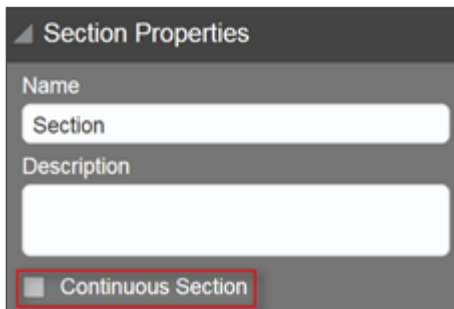 Section Properties
Name
Section
Description
Continuous Section